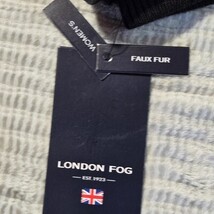 WOMEN'S
FAUX FUR
LONDON FOG
EST. 1923